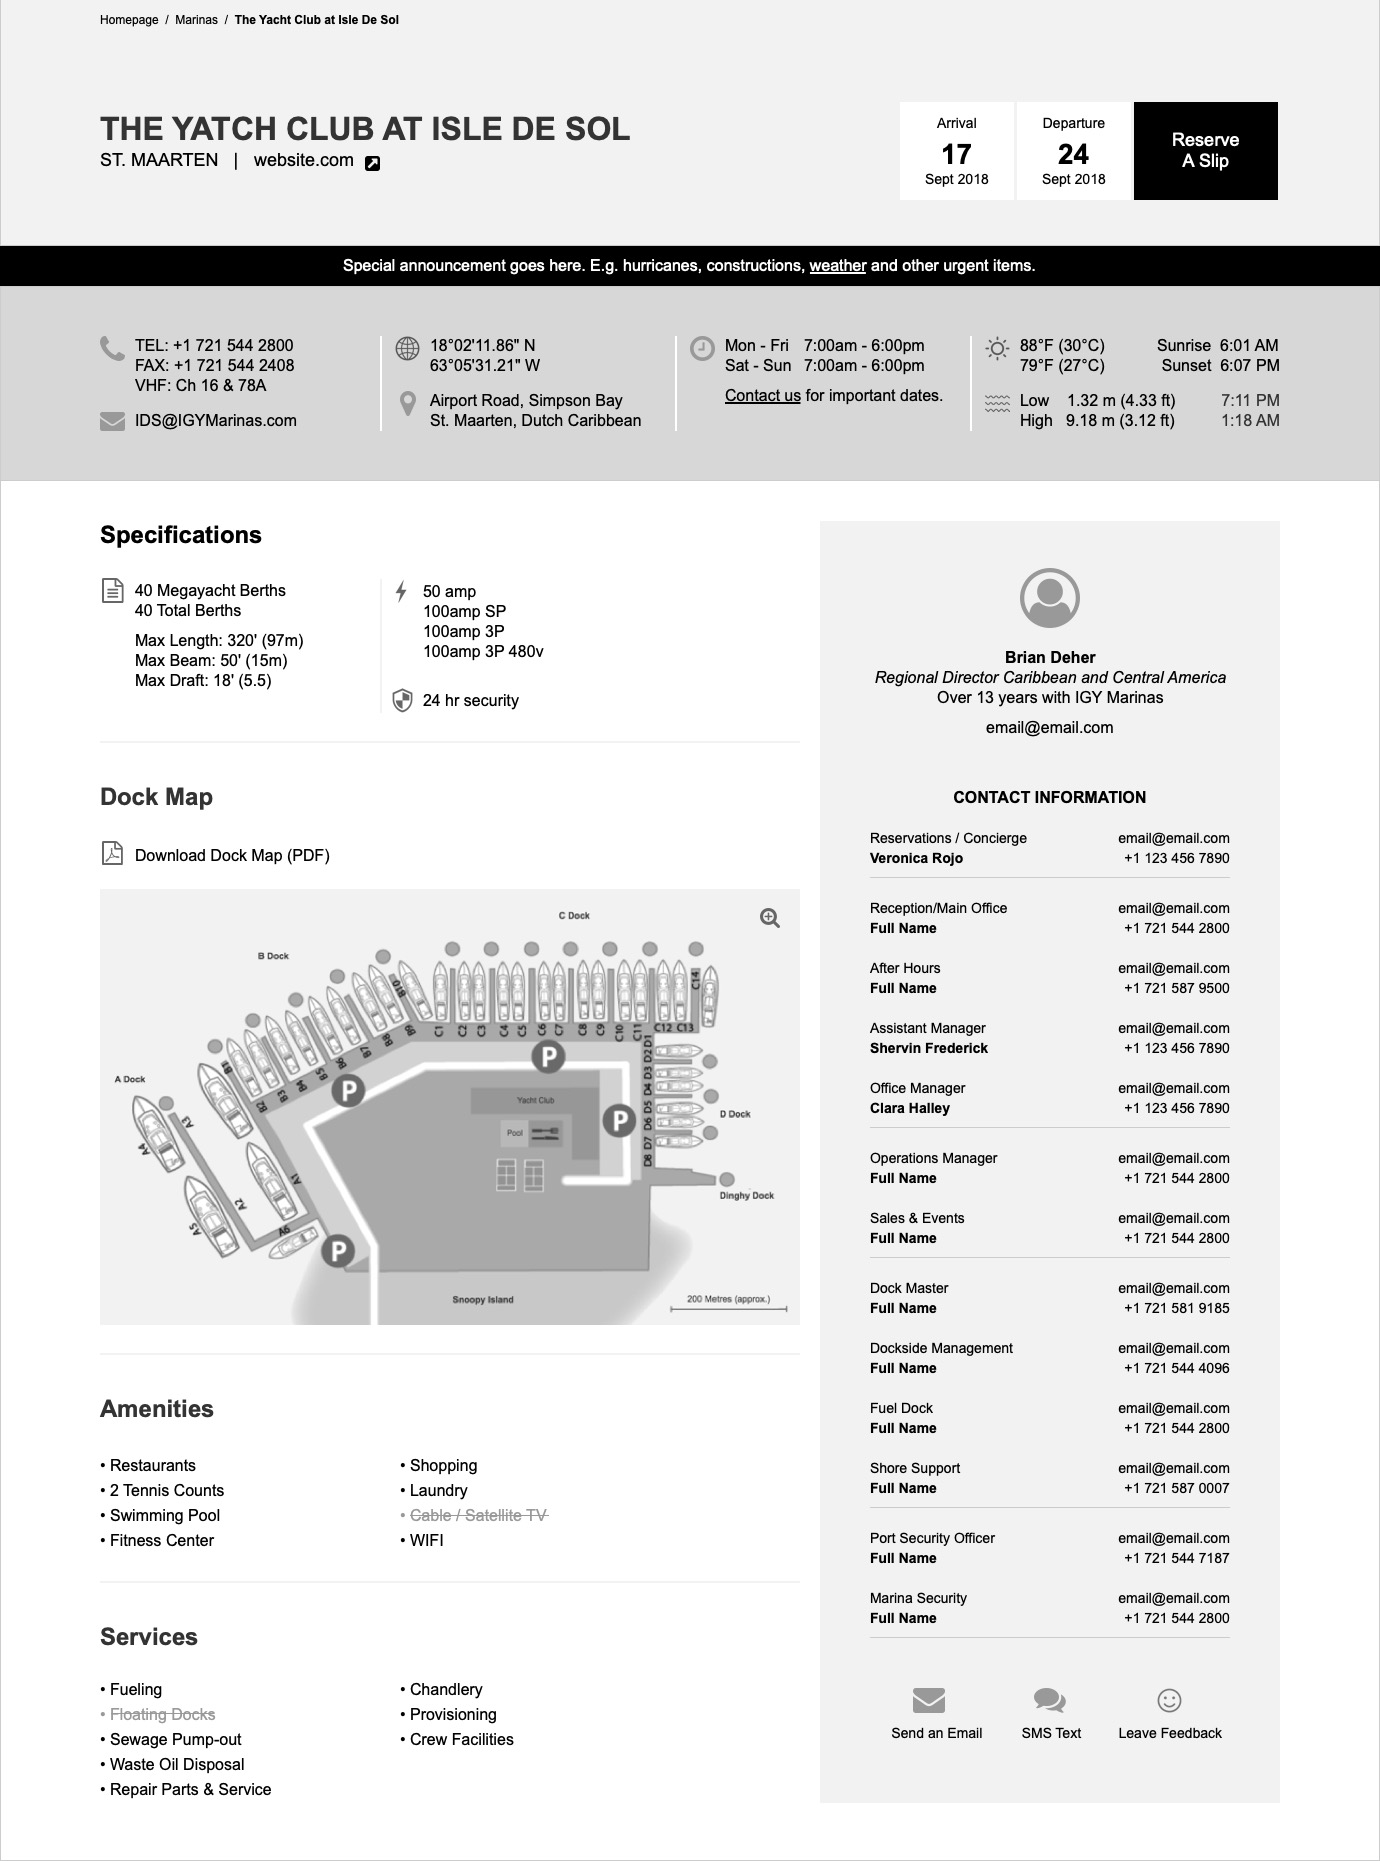 Homepage / Marinas / The Yacht Club at Isle De Sol
THE YATCH CLUB AT ISLE DE SOL
ST. MAARTEN | website.com
Arrival
17
Sept 2018
Departure
24
Sept 2018
Reserve
A Slip
Special announcement goes here. E.g. hurricanes, constructions, weather and other urgent items.
TEL: +1 721 544 2800
FAX: +1 721 544 2408
VHF: Ch 16 & 78A
IDS@IGYMarinas.com
18°02'11.86" N
63°05'31.21" W
Airport Road, Simpson Bay
St. Maarten, Dutch Caribbean
Mon - Fri 7:00am - 6:00pm
Sat - Sun 7:00am - 6:00pm
Contact us for important dates.
88°F (30°C) Sunrise 6:01 AM
79°F (27°C) Sunset 6:07 PM
Low 1.32 m (4.33 ft) 7:11 PM
High 9.18 m (3.12 ft) 1:18 AM
Specifications
40 Megayacht Berths
40 Total Berths
Max Length: 320' (97m)
Max Beam: 50' (15m)
Max Draft: 18' (5.5)
50 amp
100amp SP
100amp 3P
100amp 3P 480v
24 hr security
Dock Map
Download Dock Map (PDF)
C Dock
B Dock
A Dock
D Dock
Dinghy Dock
Yacht Club
Pool
Snoopy Island
200 Metres (approx.)
P
P
P
P
A1
A2
A3
A4
A5
A6
B1
B2
B3
B4
B5
B6
B7
B8
B9
B10
C1
C2
C3
C4
C5
C6
C7
C8
C9
C10
C11
C12
C13
C14
D1
D2
D3
D4
D5
D6
D7
D8
Amenities
• Restaurants
• 2 Tennis Counts
• Swimming Pool
• Fitness Center
• Shopping
• Laundry
• Cable / Satellite TV
• WIFI
Services
• Fueling
• Floating Docks
• Sewage Pump-out
• Waste Oil Disposal
• Repair Parts & Service
• Chandlery
• Provisioning
• Crew Facilities
Brian Deher
Regional Director Caribbean and Central America
Over 13 years with IGY Marinas
email@email.com
CONTACT INFORMATION
Reservations / Concierge email@email.com
Veronica Rojo +1 123 456 7890
Reception/Main Office email@email.com
Full Name +1 721 544 2800
After Hours email@email.com
Full Name +1 721 587 9500
Assistant Manager email@email.com
Shervin Frederick +1 123 456 7890
Office Manager email@email.com
Clara Halley +1 123 456 7890
Operations Manager email@email.com
Full Name +1 721 544 2800
Sales & Events email@email.com
Full Name +1 721 544 2800
Dock Master email@email.com
Full Name +1 721 581 9185
Dockside Management email@email.com
Full Name +1 721 544 4096
Fuel Dock email@email.com
Full Name +1 721 544 2800
Shore Support email@email.com
Full Name +1 721 587 0007
Port Security Officer email@email.com
Full Name +1 721 544 7187
Marina Security email@email.com
Full Name +1 721 544 2800
Send an Email
SMS Text
Leave Feedback